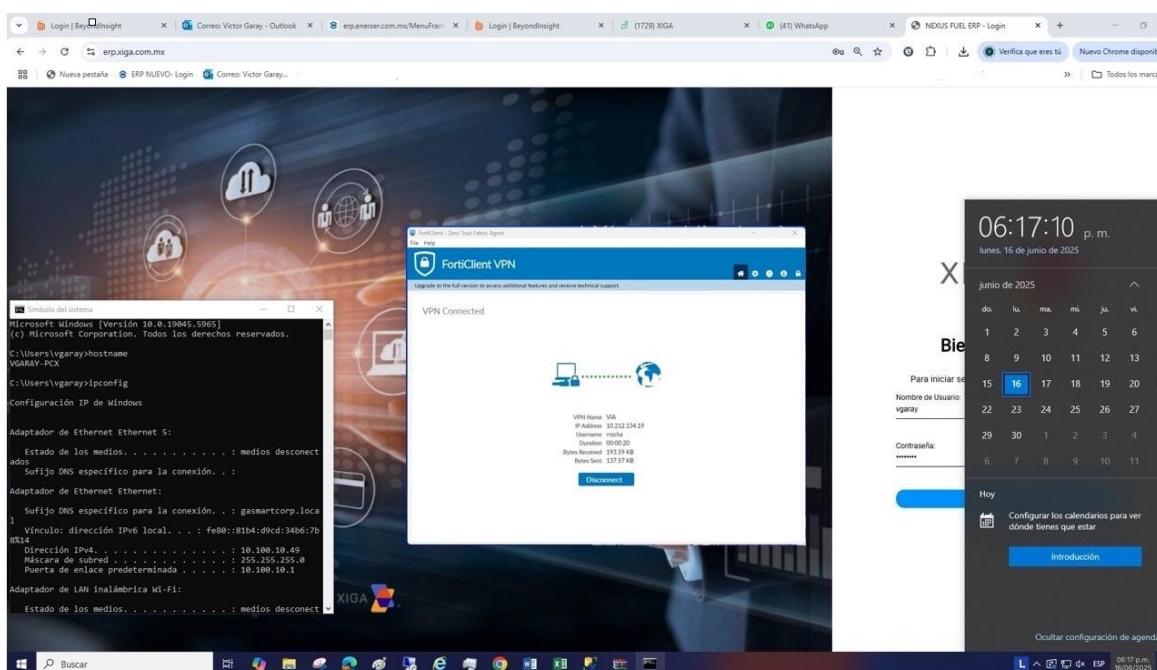 Login | BeyondInsight
Correo: Victor Garay - Outlook
erp.enerser.com.mx/MenuFram
Login | BeyondInsight
(1729) XIGA
(41) WhatsApp
NEXUS FUEL ERP - Login
erp.xiga.com.mx
Verifica que eres tú
Nuevo Chrome disponib
Nueva pestaña
ERP NUEVO- Login
Correo: Victor Garay...
Todos los marca
FortiClient - Zero Trust Fabric Agent
File Help
FortiClient VPN
Upgrade to the full version to access additional features and receive technical support.
VPN Connected
VPN Name VIA
IP Address 10.212.134.19
Username rrocha
Duration 00:00:20
Bytes Received 193.59 KB
Bytes Sent 137.57 KB
Disconnect
Símbolo del sistema
Microsoft Windows [Versión 10.0.19045.5965]
(c) Microsoft Corporation. Todos los derechos reservados.
C:\Users\vgaray>hostname
VGARAY-PCX
C:\Users\vgaray>ipconfig
Configuración IP de Windows
Adaptador de Ethernet Ethernet 5:
Estado de los medios. . . . . . . . . . . : medios desconect
ados
Sufijo DNS específico para la conexión. . :
Adaptador de Ethernet Ethernet:
Sufijo DNS específico para la conexión. . : gasmartcorp.loca
l
Vínculo: dirección IPv6 local. . . : fe80::81b4:d9cd:34b6:7b
8%14
Dirección IPv4. . . . . . . . . . . . . . : 10.100.10.49
Máscara de subred . . . . . . . . . . . . : 255.255.255.0
Puerta de enlace predeterminada . . . . . : 10.100.10.1
Adaptador de LAN inalámbrica Wi-Fi:
Estado de los medios. . . . . . . . . . . : medios desconect
XIGA
XI
Bie
Para iniciar se
Nombre de Usuario:
vgaray
Contraseña:
06:17:10 p. m.
lunes, 16 de junio de 2025
junio de 2025
do. lu. ma. mi. ju. vi.
1 2 3 4 5 6
8 9 10 11 12 13
15 16 17 18 19 20
22 23 24 25 26 27
29 30 1 2 3 4
6 7 8 9 10 11
Hoy
Configurar los calendarios para ver
dónde tienes que estar
Introducción
Ocultar configuración de agenda
Buscar
ESP
06:17 p.m.
16/06/2025